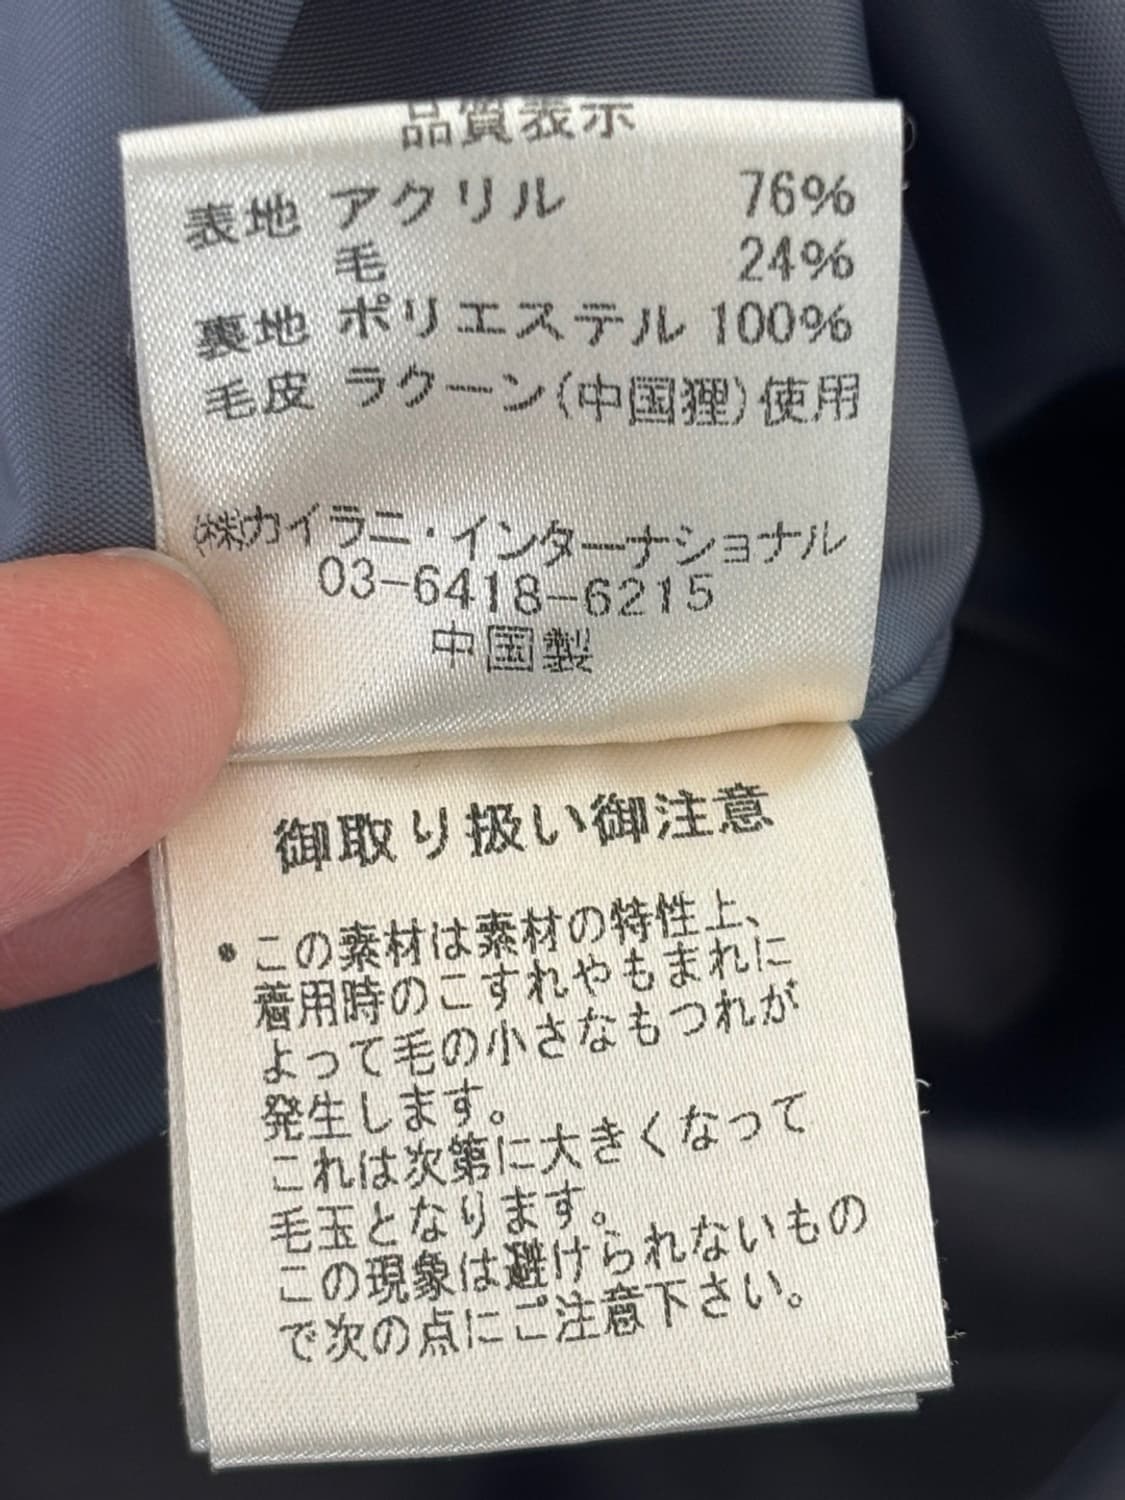 品質表示
表地 アクリル 76%
毛 24%
裏地 ポリエステル 100%
毛皮 ラクーン(中国狸)使用
㈱カイラニ・インターナショナル
03-6418-6215
中国製
御取り扱い御注意
• この素材は素材の特性上、
着用時のこすれやもまれに
よって毛の小さなもつれが
発生します。
これは次第に大きくなって
毛玉となります。
この現象は避けられないもの
で次の点にご注意下さい。